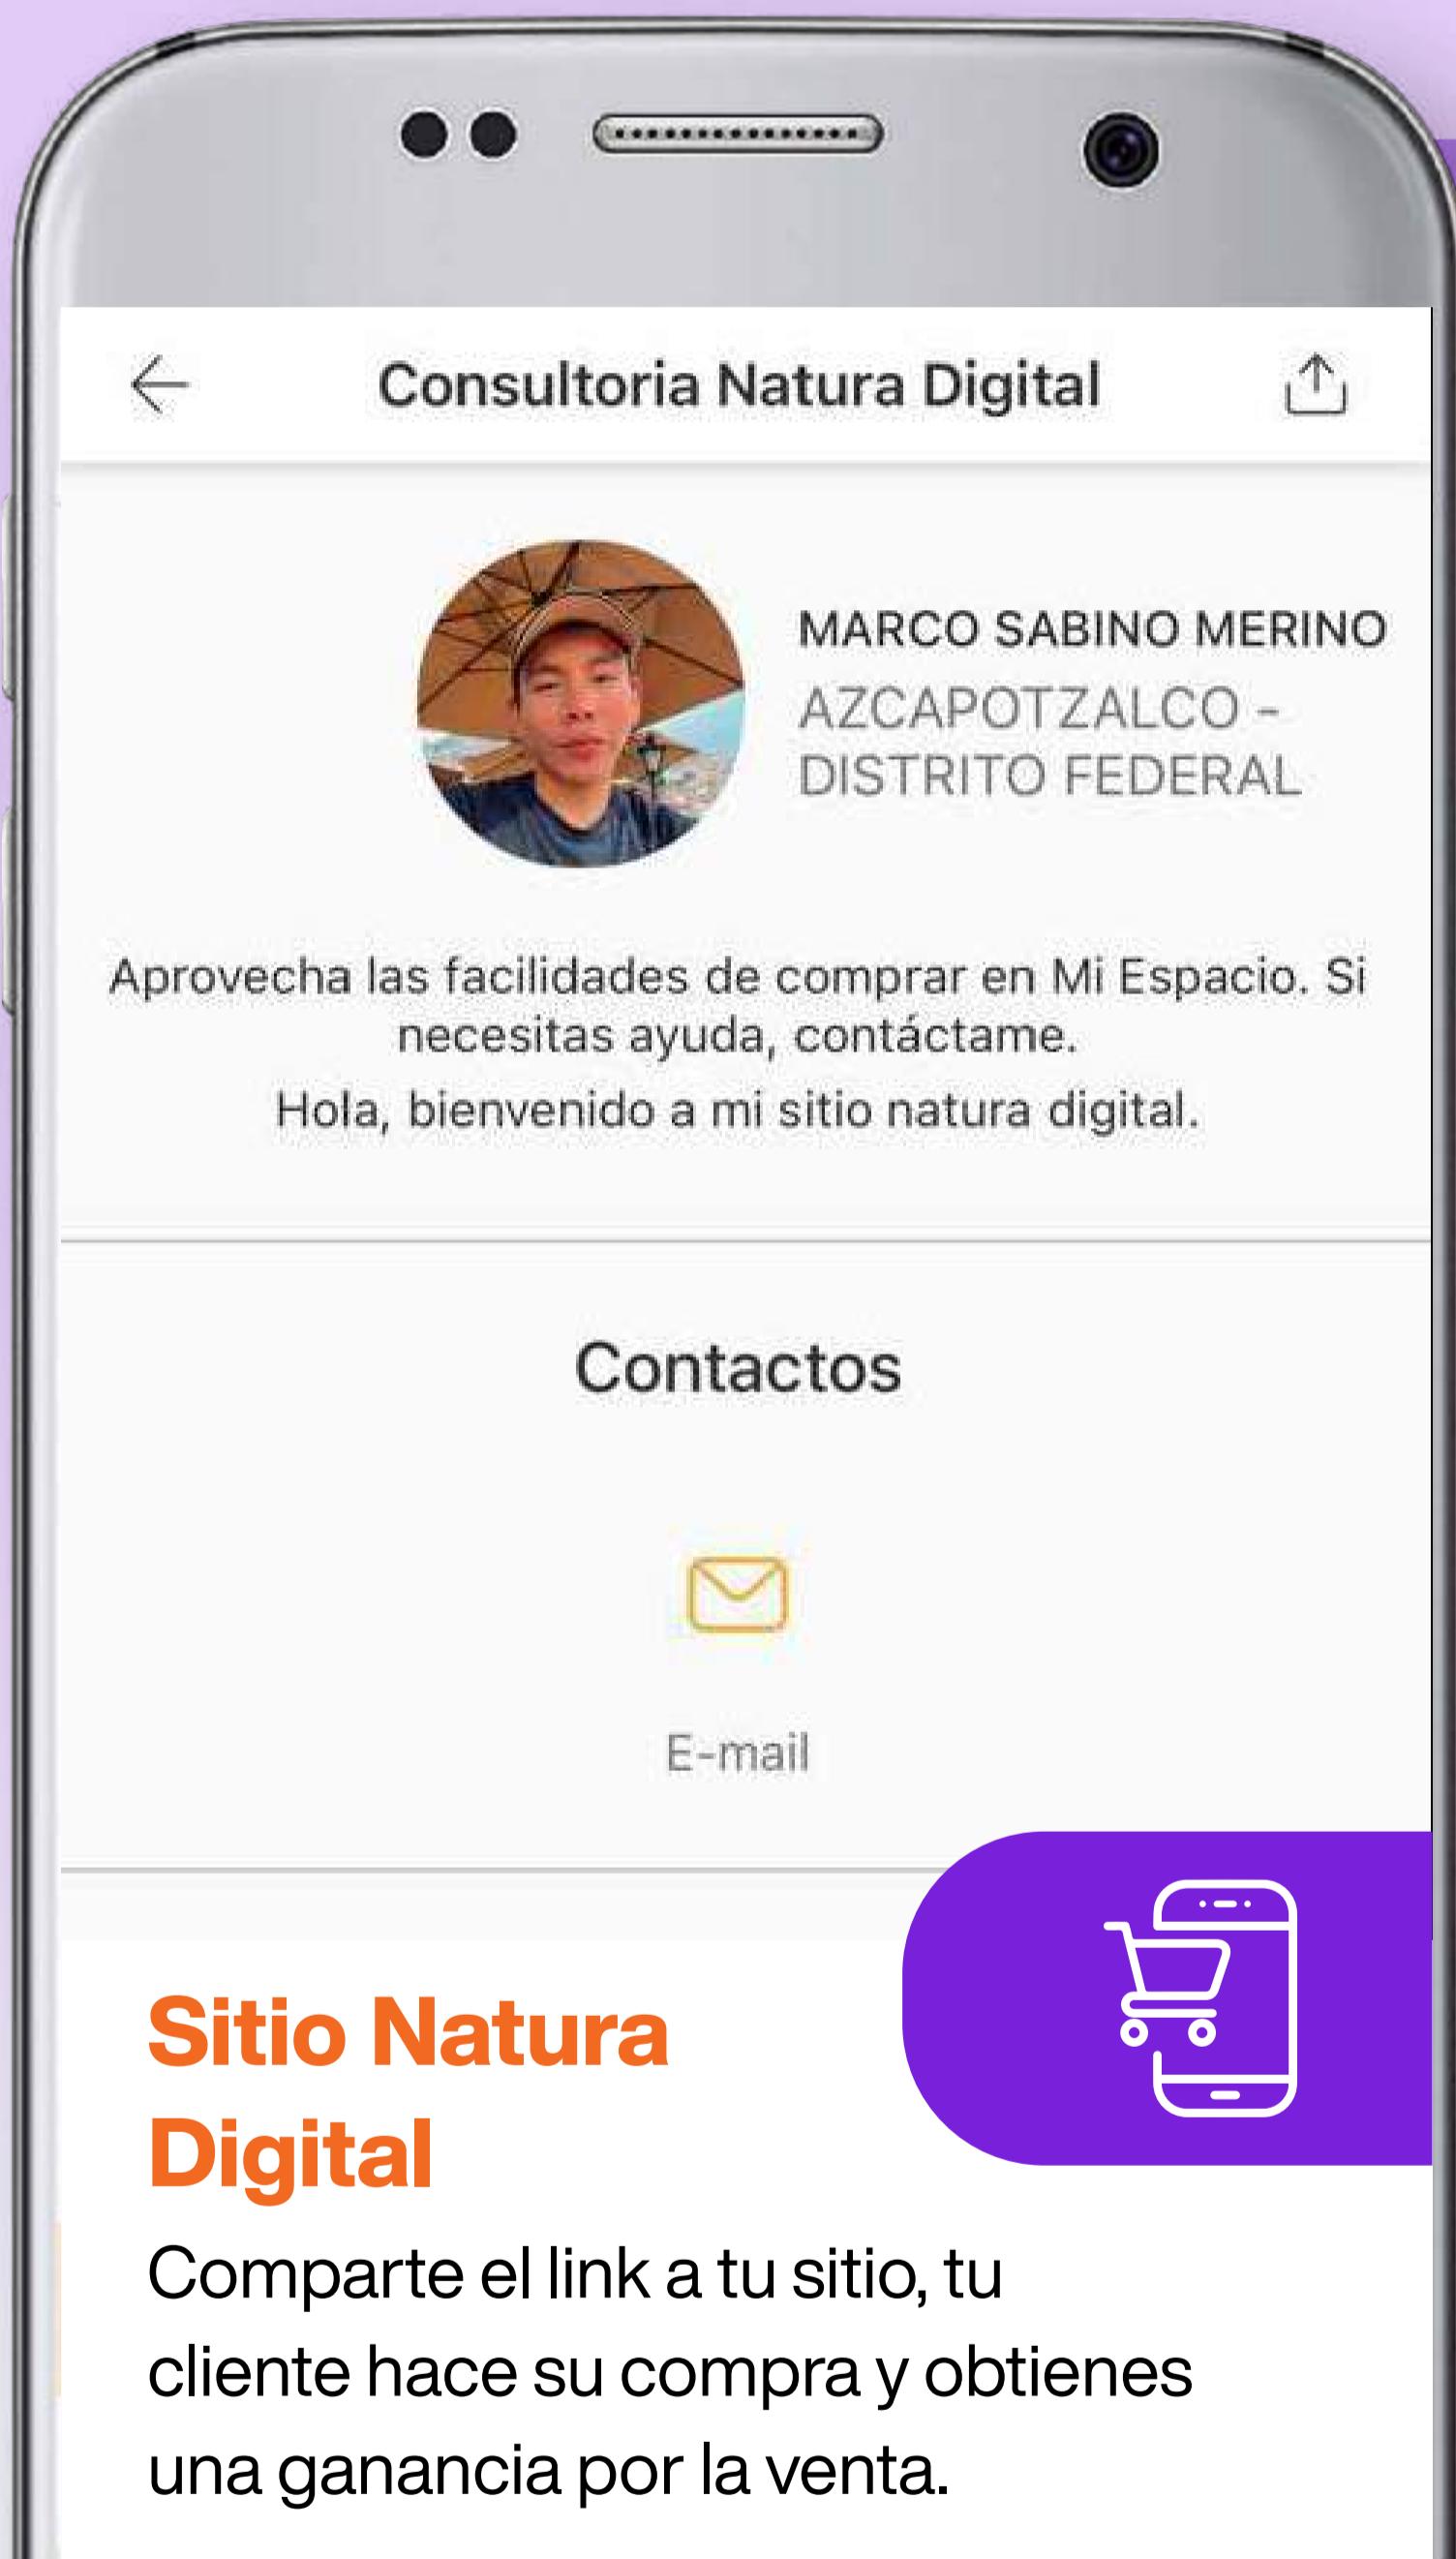 Consultoria Natura Digital
MARCO SABINO MERINO
AZCAPOTZALCO -
DISTRITO FEDERAL
Aprovecha las facilidades de comprar en Mi Espacio. Si
necesitas ayuda, contáctame.
Hola, bienvenido a mi sitio natura digital.
Contactos
E-mail
Sitio Natura
Digital
Comparte el link a tu sitio, tu
cliente hace su compra y obtienes
una ganancia por la venta.